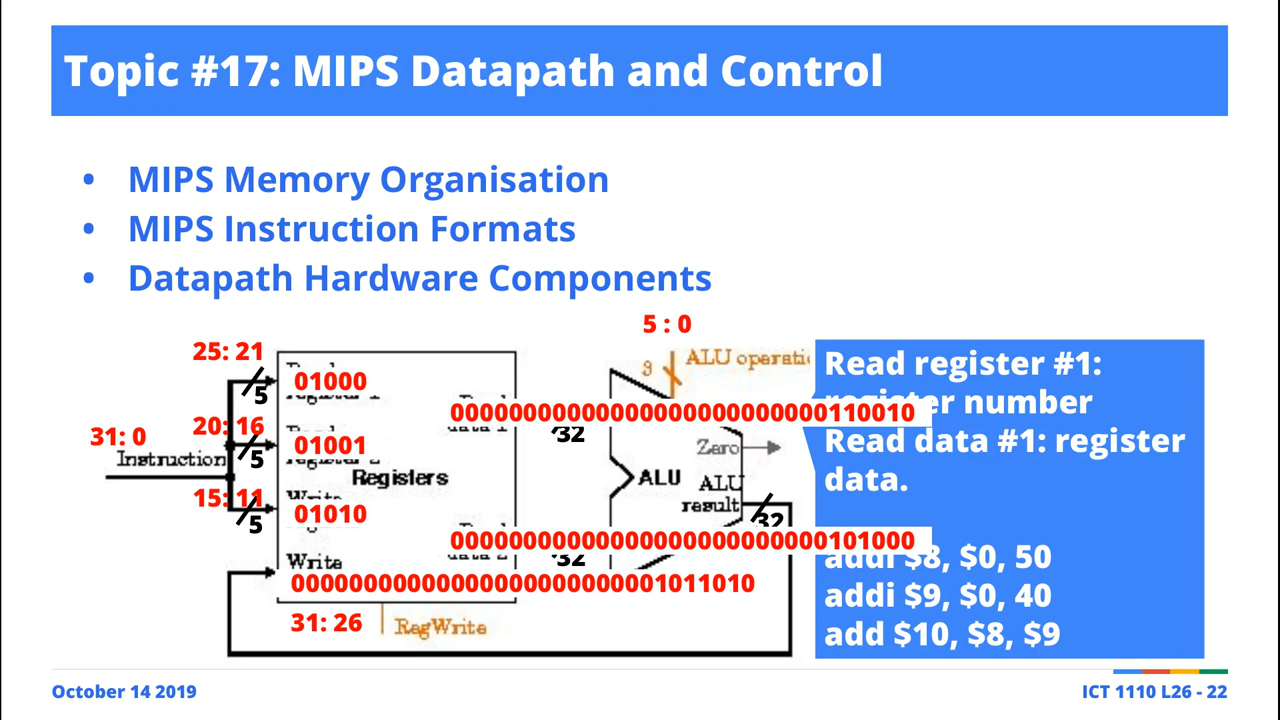 Topic #17: MIPS Datapath and Control
• MIPS Memory Organisation
• MIPS Instruction Formats
• Datapath Hardware Components
5 : 0
25: 21
3
ALU
Read register #1:
01000
5
register number
00000000000000000000000000110010
32
20: 16
31: 0
01001
5
Instruction
Registers
Zero
ALU
ALU
result
Read data #1: register
data.
15: 11
01010
5
32
00000000000000000000000000101000
32
Write
00000000000000000000000001011010
addi $8, $0, 50
addi $9, $0, 40
add $10, $8, $9
31: 26
RegWrite
October 14 2019
ICT 1110 L26 - 22